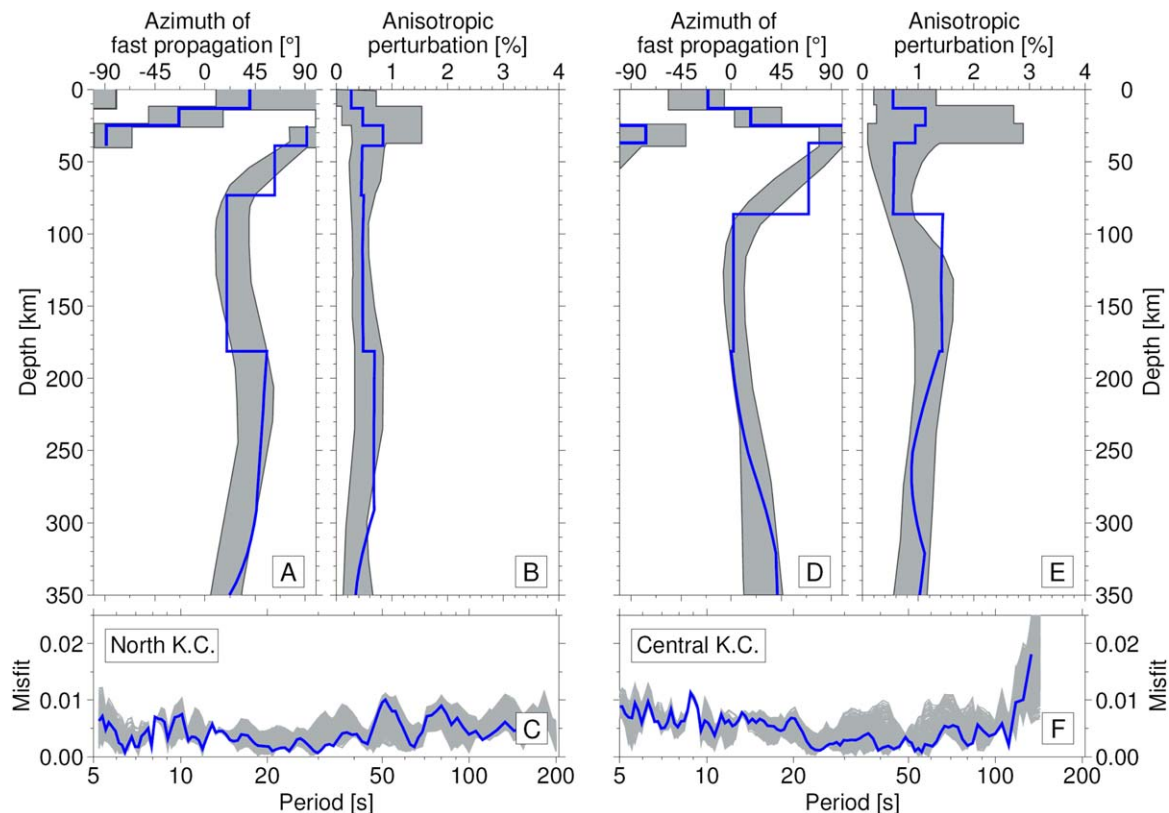 Azimuth of
fast propagation [°]
Anisotropic
perturbation [%]
Azimuth of
fast propagation [°]
Anisotropic
perturbation [%]
-90 -45 0 45 90
0 1 2 3 4
-90 -45 0 45 90
0 1 2 3 4
0
50
100
150
200
250
300
350
Depth [km]
A
B
D
E
0
50
100
150
200
250
300
350
Depth [km]
0.02
0.01
0.00
Misfit
North K.C.
C
Central K.C.
F
0.02
0.01
0.00
Misfit
5 10 20 50 100 200
Period [s]
5 10 20 50 100 200
Period [s]